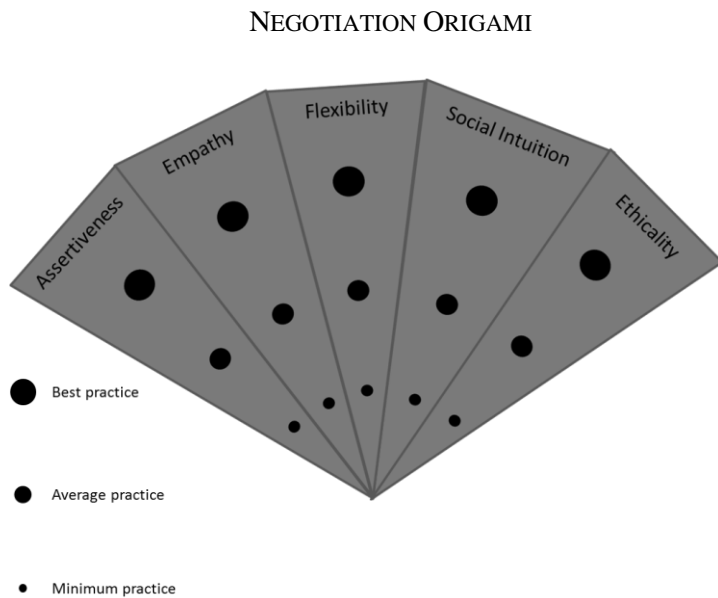 NEGOTIATION ORIGAMI
Assertiveness
Empathy
Flexibility
Social Intuition
Ethicality
Best practice
Average practice
Minimum practice